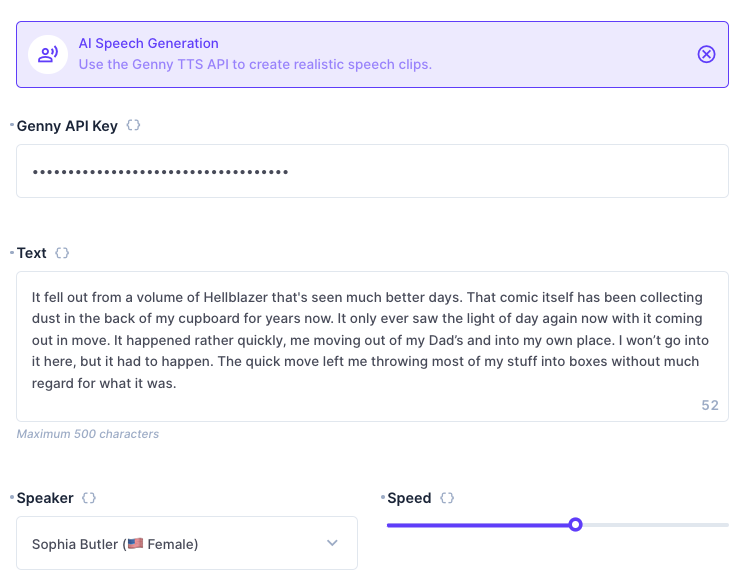 AI Speech Generation
Use the Genny TTS API to create realistic speech clips.
Genny API Key {}
••••••••••••••••••••••••••••••••••••
Text {}
It fell out from a volume of Hellblazer that's seen much better days. That comic itself has been collecting
dust in the back of my cupboard for years now. It only ever saw the light of day again now with it coming
out in move. It happened rather quickly, me moving out of my Dad’s and into my own place. I won’t go into
it here, but it had to happen. The quick move left me throwing most of my stuff into boxes without much
regard for what it was.
52
Maximum 500 characters
Speaker {} Speed {}
Sophia Butler (🇺🇸 Female)